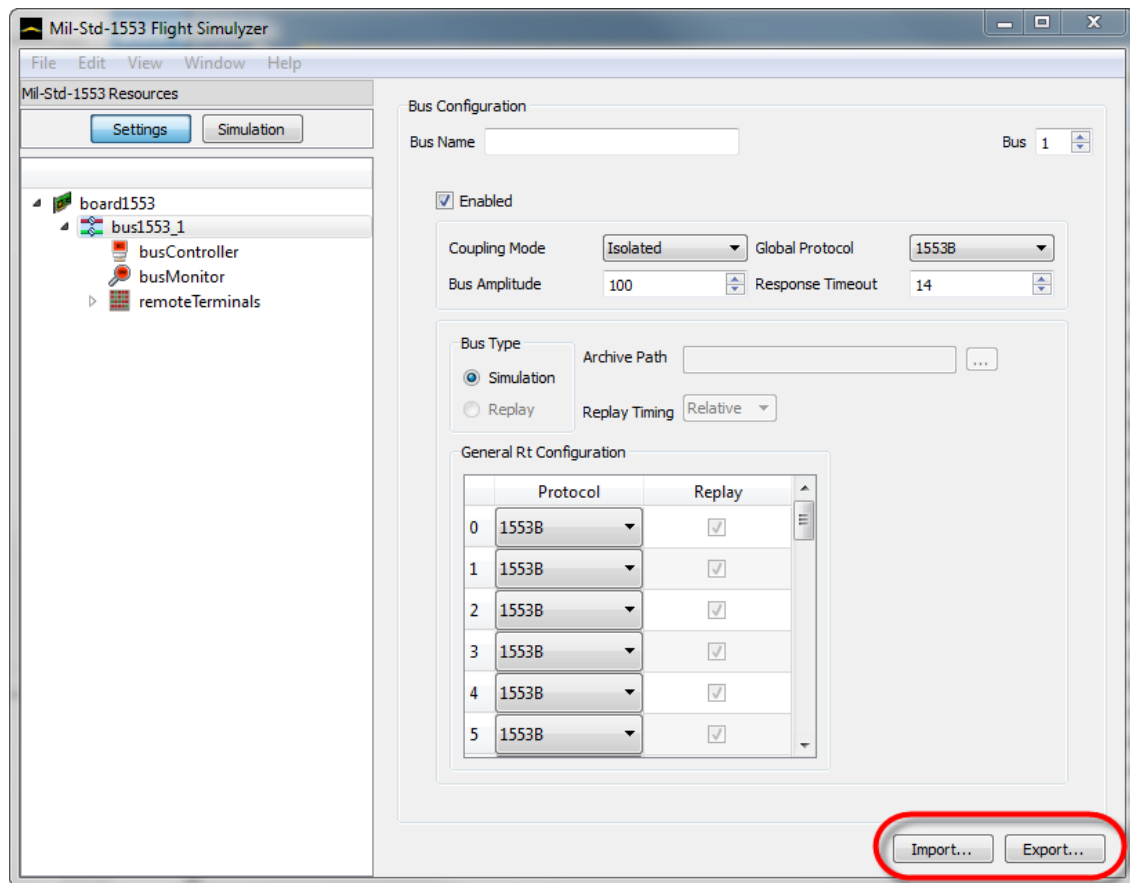 Mil-Std-1553 Flight Simulyzer
File Edit View Window Help
Mil-Std-1553 Resources
Settings Simulation
board1553
bus1553_1
busController
busMonitor
remoteTerminals
Bus Configuration
Bus Name Bus 1
Enabled
Coupling Mode Isolated Global Protocol 1553B
Bus Amplitude 100 Response Timeout 14
Bus Type
Archive Path ...
Simulation
Replay Replay Timing Relative
General Rt Configuration
Protocol Replay
0 1553B
1 1553B
2 1553B
3 1553B
4 1553B
5 1553B
Import... Export...